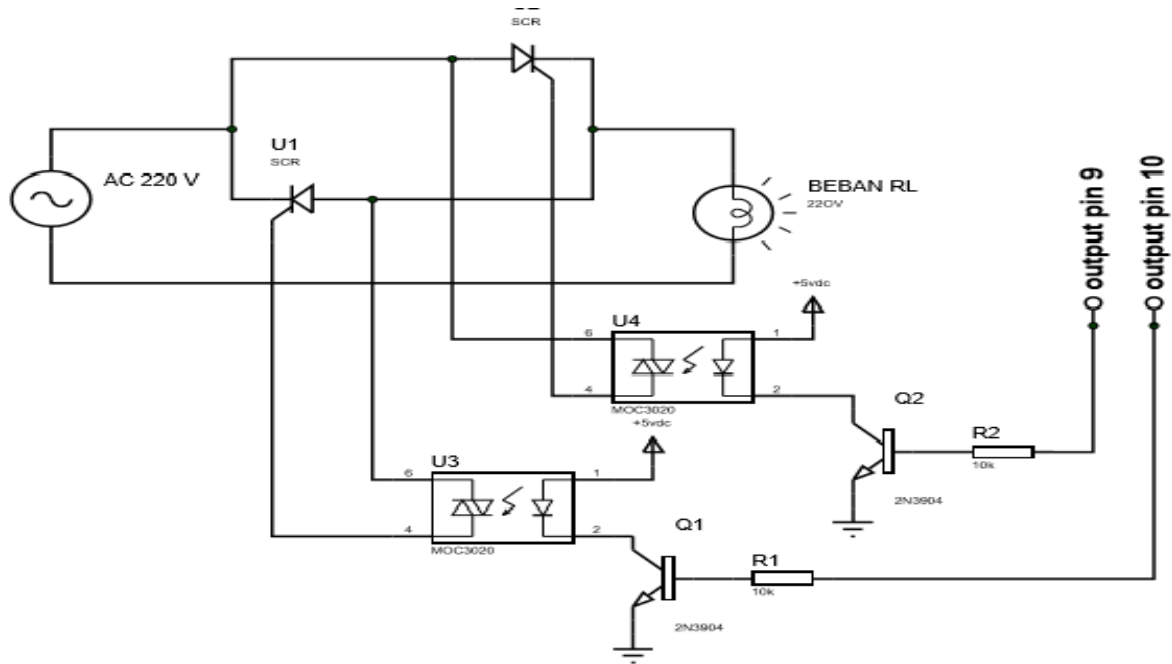 SCR
U1
SCR
AC 220 V
BEBAN RL
22OV
output pin 9
output pin 10
+5vdc
U4
6
1
4
2
MOC3020
+5vdc
Q2
R2
10k
2N3904
U3
6
1
4
2
MOC3020
Q1
R1
10k
2N3904